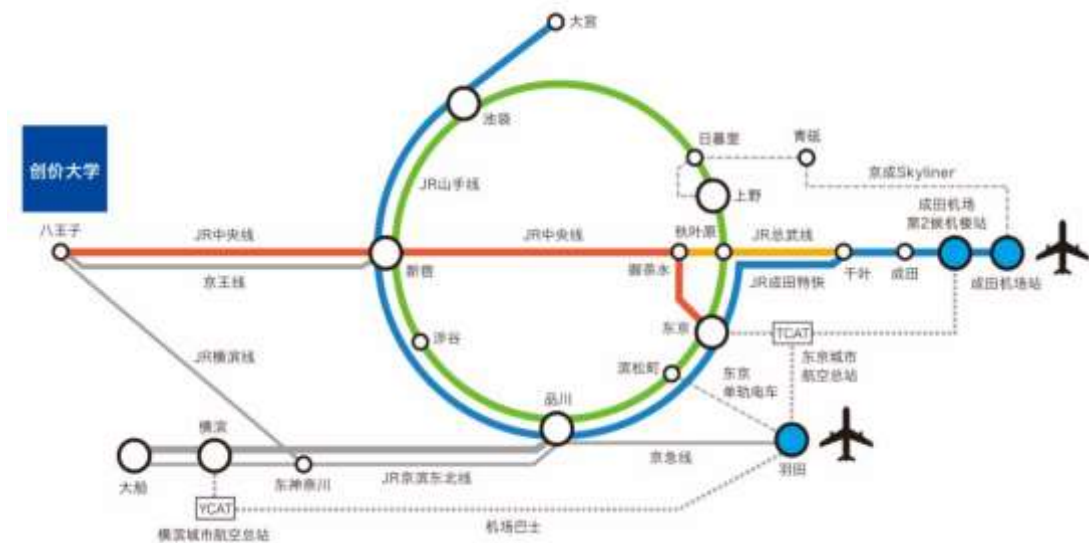 大宫
池袋
创价大学
日暮里
青砥
JR山手线
京成Skyliner
上野
成田机场
第2候机楼站
八王子
JR中央线
JR中央线
秋叶原
JR总武线
京王线
新宿
御茶水
千叶
成田
成田机场站
JR成田特快
东京
TCAT
涉谷
JR横滨线
滨松町
东京
单轨电车
东京城市
航空总站
品川
横滨
大船
东神奈川
JR京滨东北线
京急线
羽田
YCAT
横滨城市航空总站
机场巴士